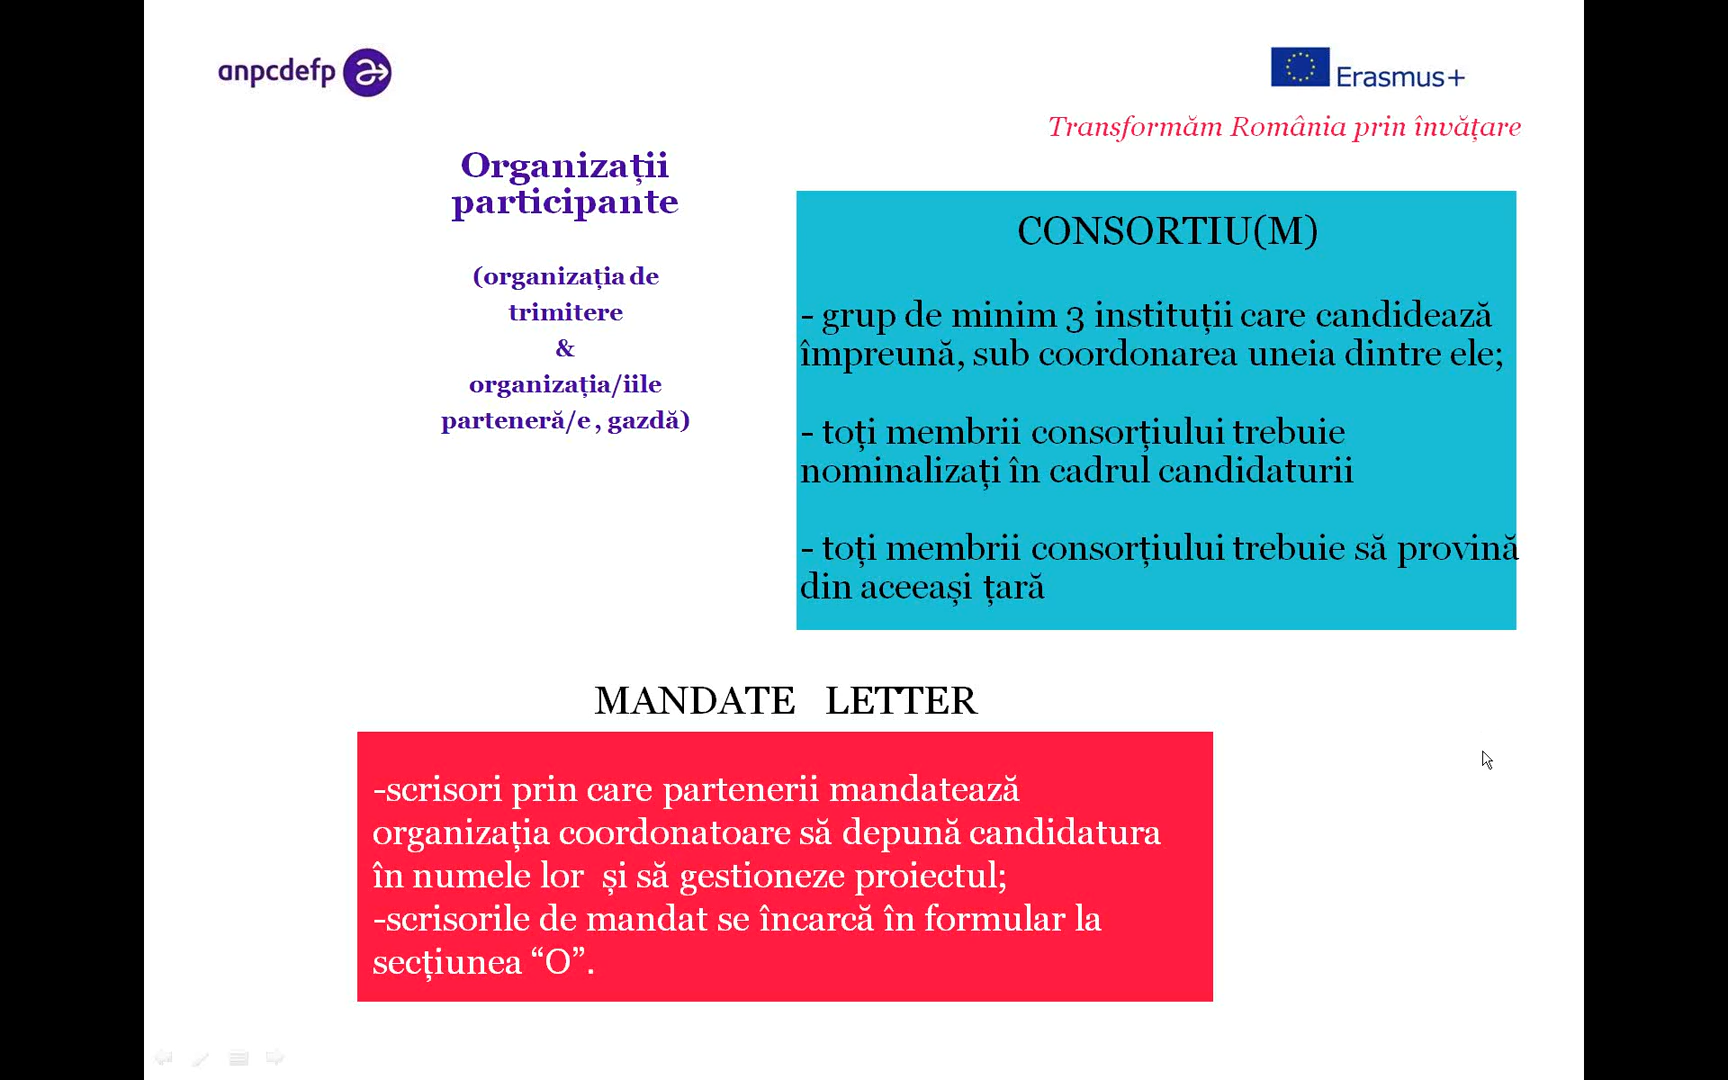 anpcdefp
Erasmus+
Transformăm România prin învățare
Organizații
participante
(organizația de
trimitere
&
organizația/iile
parteneră/e , gazdă)
CONSORTIU(M)
- grup de minim 3 instituții care candidează
împreună, sub coordonarea uneia dintre ele;
- toți membrii consorțiului trebuie
nominalizați în cadrul candidaturii
- toți membrii consorțiului trebuie să provină
din aceeași țară
MANDATE LETTER
-scrisori prin care partenerii mandatează
organizația coordonatoare să depună candidatura
în numele lor și să gestioneze proiectul;
-scrisorile de mandat se încarcă în formular la
secțiunea “O”.